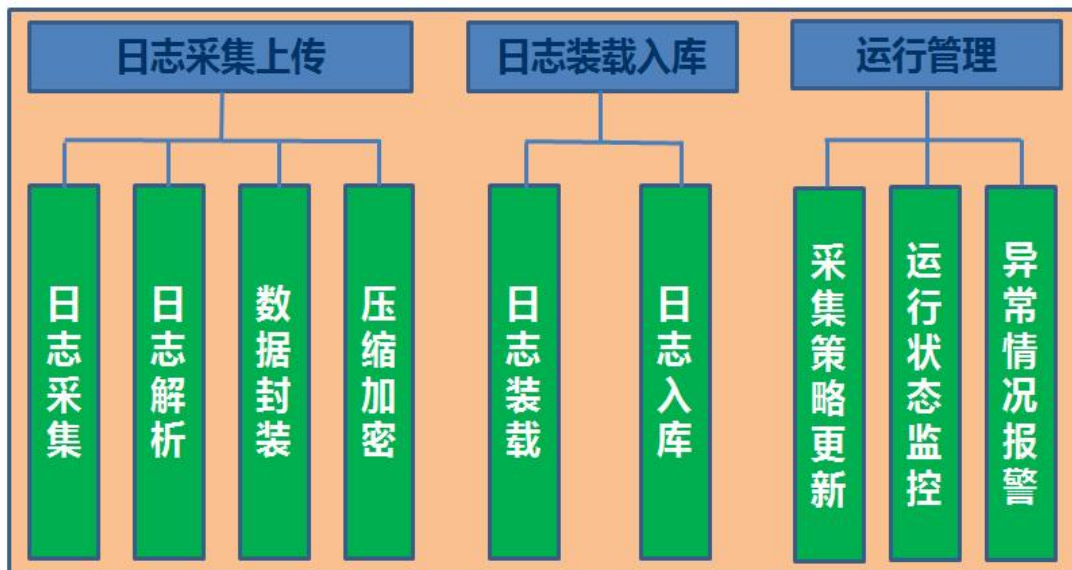 日志采集上传
日志装载入库
运行管理
日志采集
日志解析
数据封装
压缩加密
日志装载
日志入库
采集策略更新
运行状态监控
异常情况报警